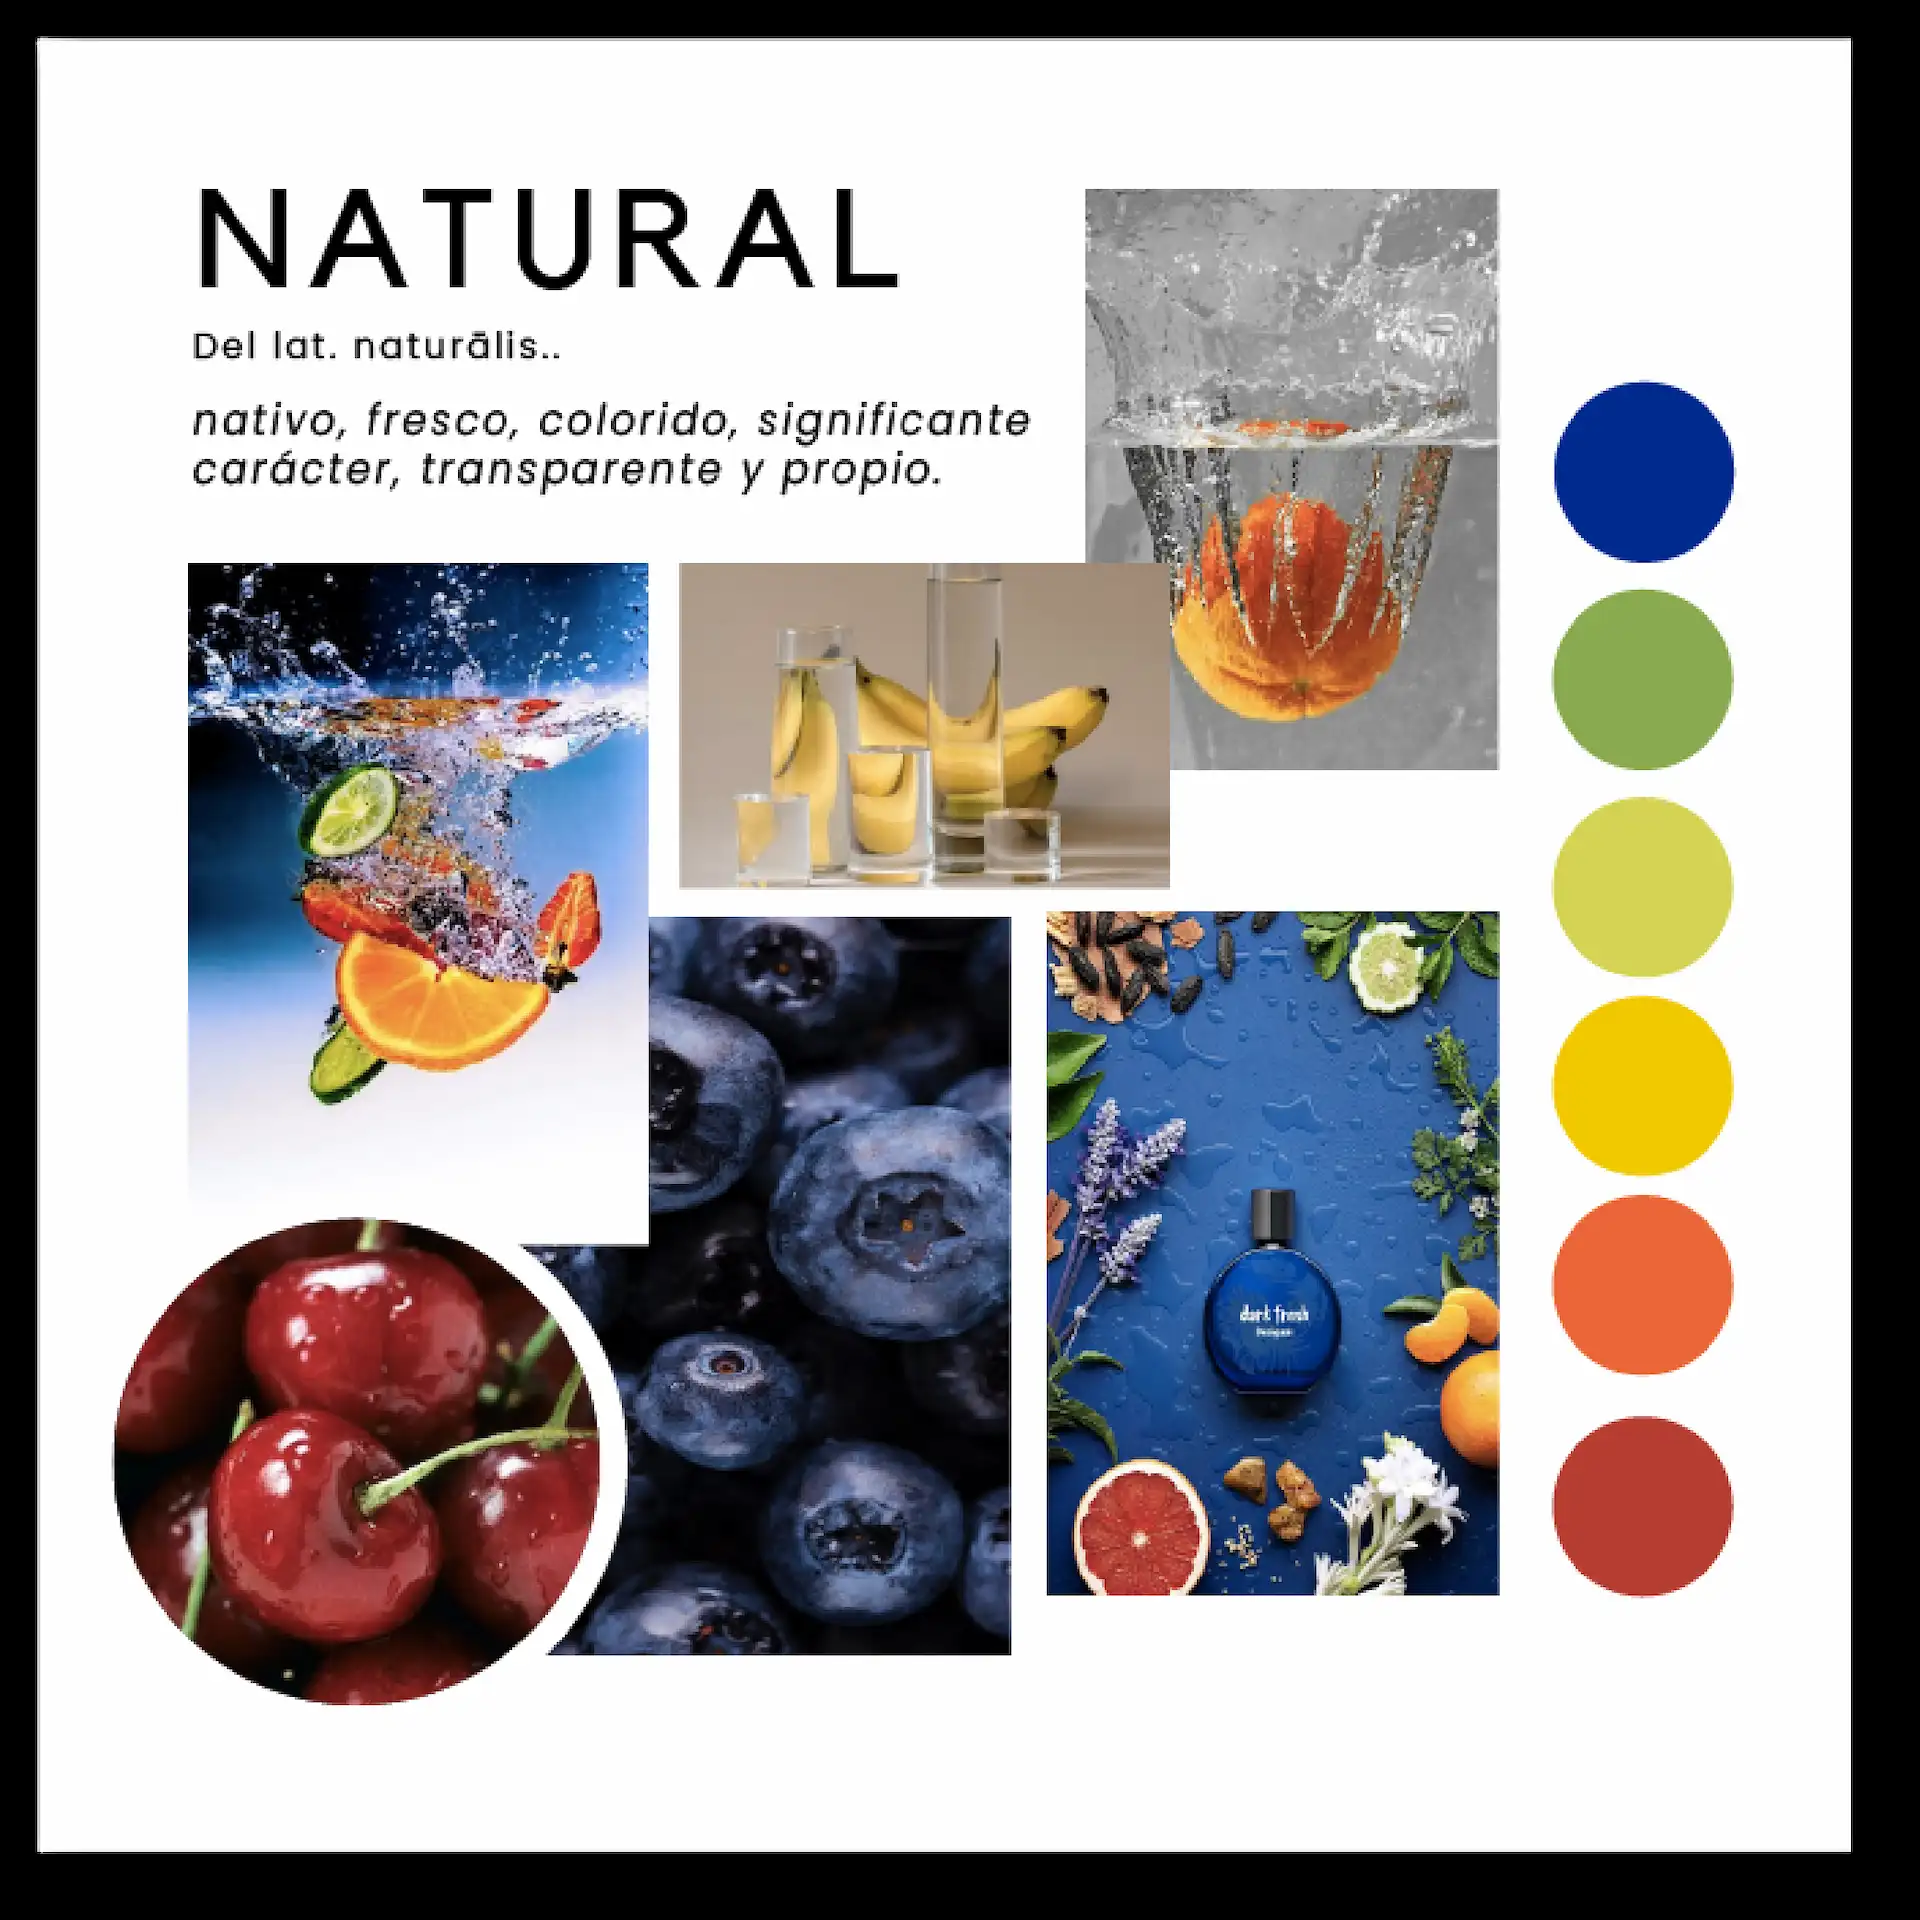 NATURAL
Del lat. naturālis..
nativo, fresco, colorido, significante
carácter, transparente y propio.
dark fresh